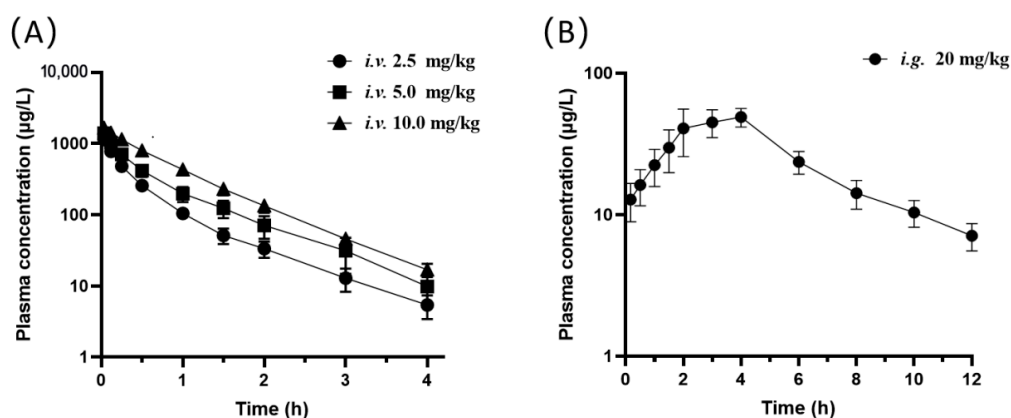 (A)
i.v. 2.5 mg/kg
i.v. 5.0 mg/kg
i.v. 10.0 mg/kg
Plasma concentration (μg/L)
10,000
1000
100
10
1
0 1 2 3 4
Time (h)
(B)
i.g. 20 mg/kg
Plasma concentration (μg/L)
100
10
1
0 2 4 6 8 10 12
Time (h)